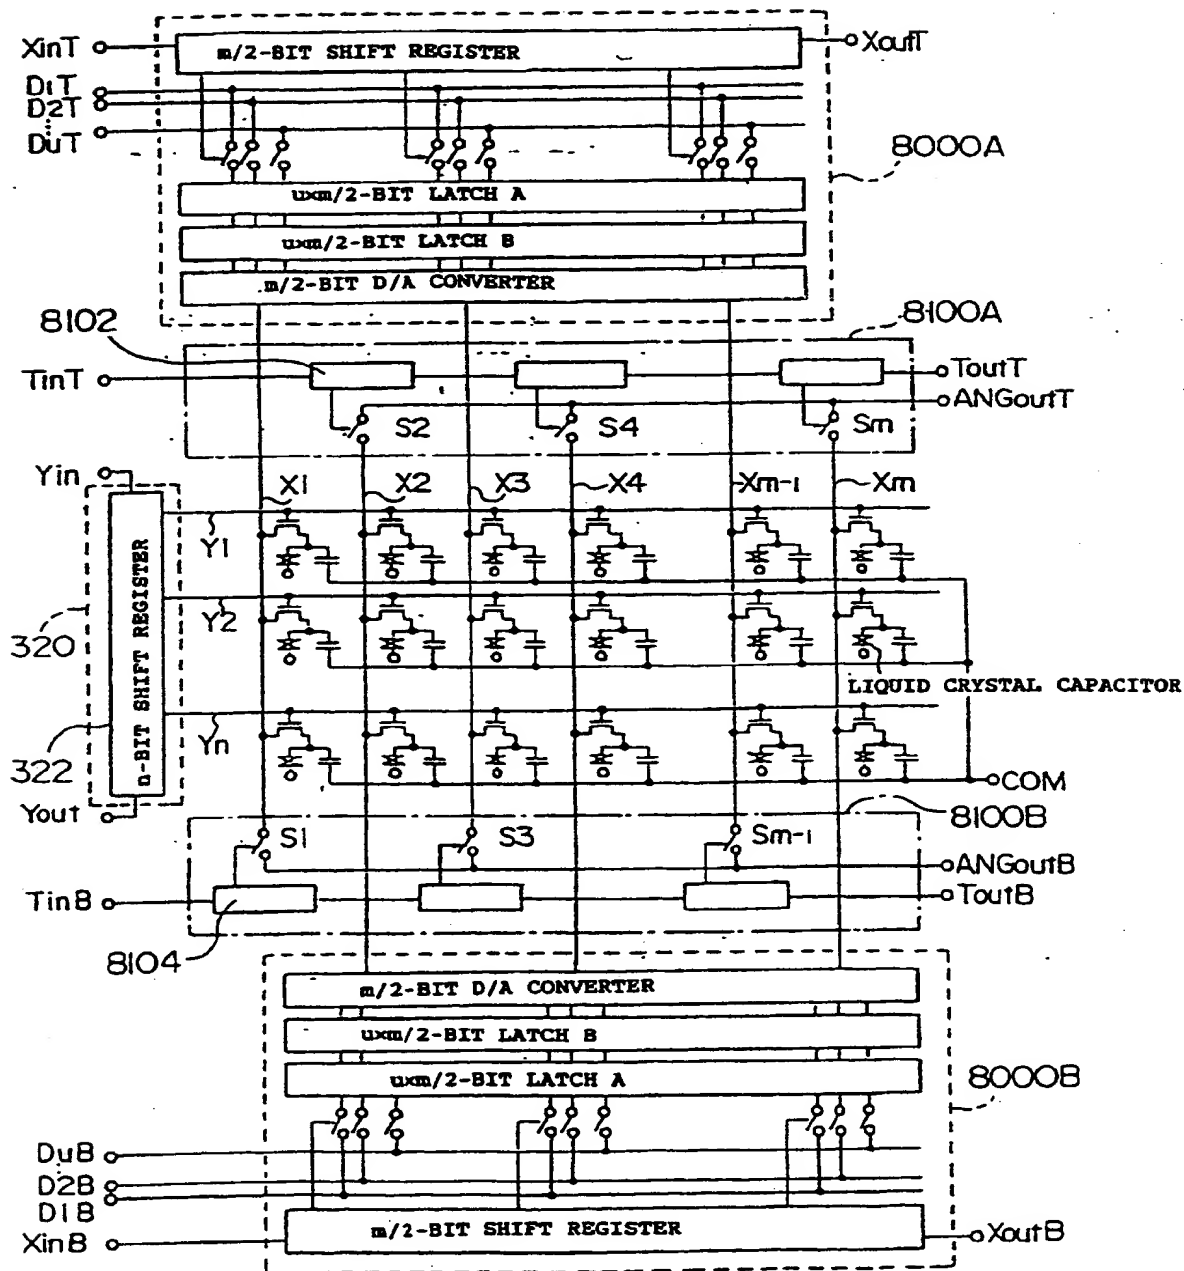 XinT
m/2-BIT SHIFT REGISTER
XoutT
D1T
D2T
DuT
8000A
uxm/2-BIT LATCH A
uxm/2-BIT LATCH B
m/2-BIT D/A CONVERTER
8102
8100A
TinT
ToutT
ANGoutT
S2
S4
Sm
Yin
X1
X2
X3
X4
Xm-1
Xm
Y1
n-BIT SHIFT REGISTER
320
Y2
LIQUID CRYSTAL CAPACITOR
322
Yn
COM
Yout
8100B
S1
S3
Sm-1
ANGoutB
TinB
ToutB
8104
m/2-BIT D/A CONVERTER
uxm/2-BIT LATCH B
uxm/2-BIT LATCH A
8000B
DuB
D2B
D1B
m/2-BIT SHIFT REGISTER
XinB
XoutB